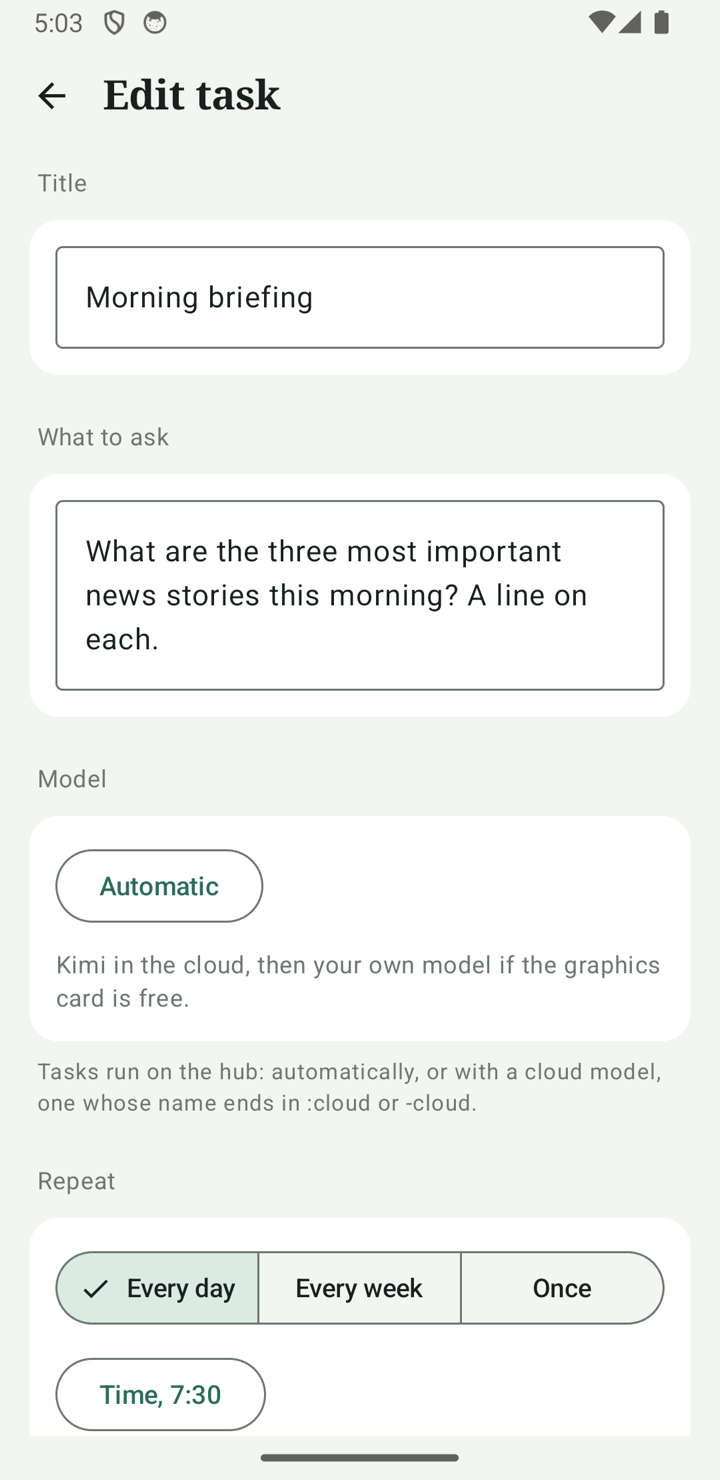 5:03
Edit task
Title
Morning briefing
What to ask
What are the three most important
news stories this morning? A line on
each.
Model
Automatic
Kimi in the cloud, then your own model if the graphics
card is free.
Tasks run on the hub: automatically, or with a cloud model,
one whose name ends in :cloud or -cloud.
Repeat
Every day
Every week
Once
Time, 7:30